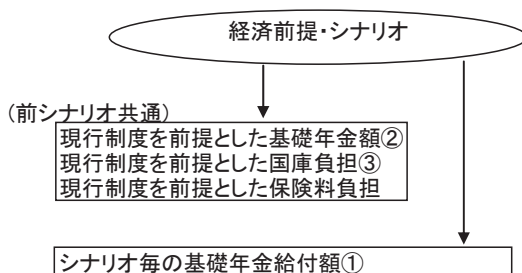 経済前提・シナリオ
(前シナリオ共通)
現行制度を前提とした基礎年金額②
現行制度を前提とした国庫負担③
現行制度を前提とした保険料負担
シナリオ毎の基礎年金給付額①